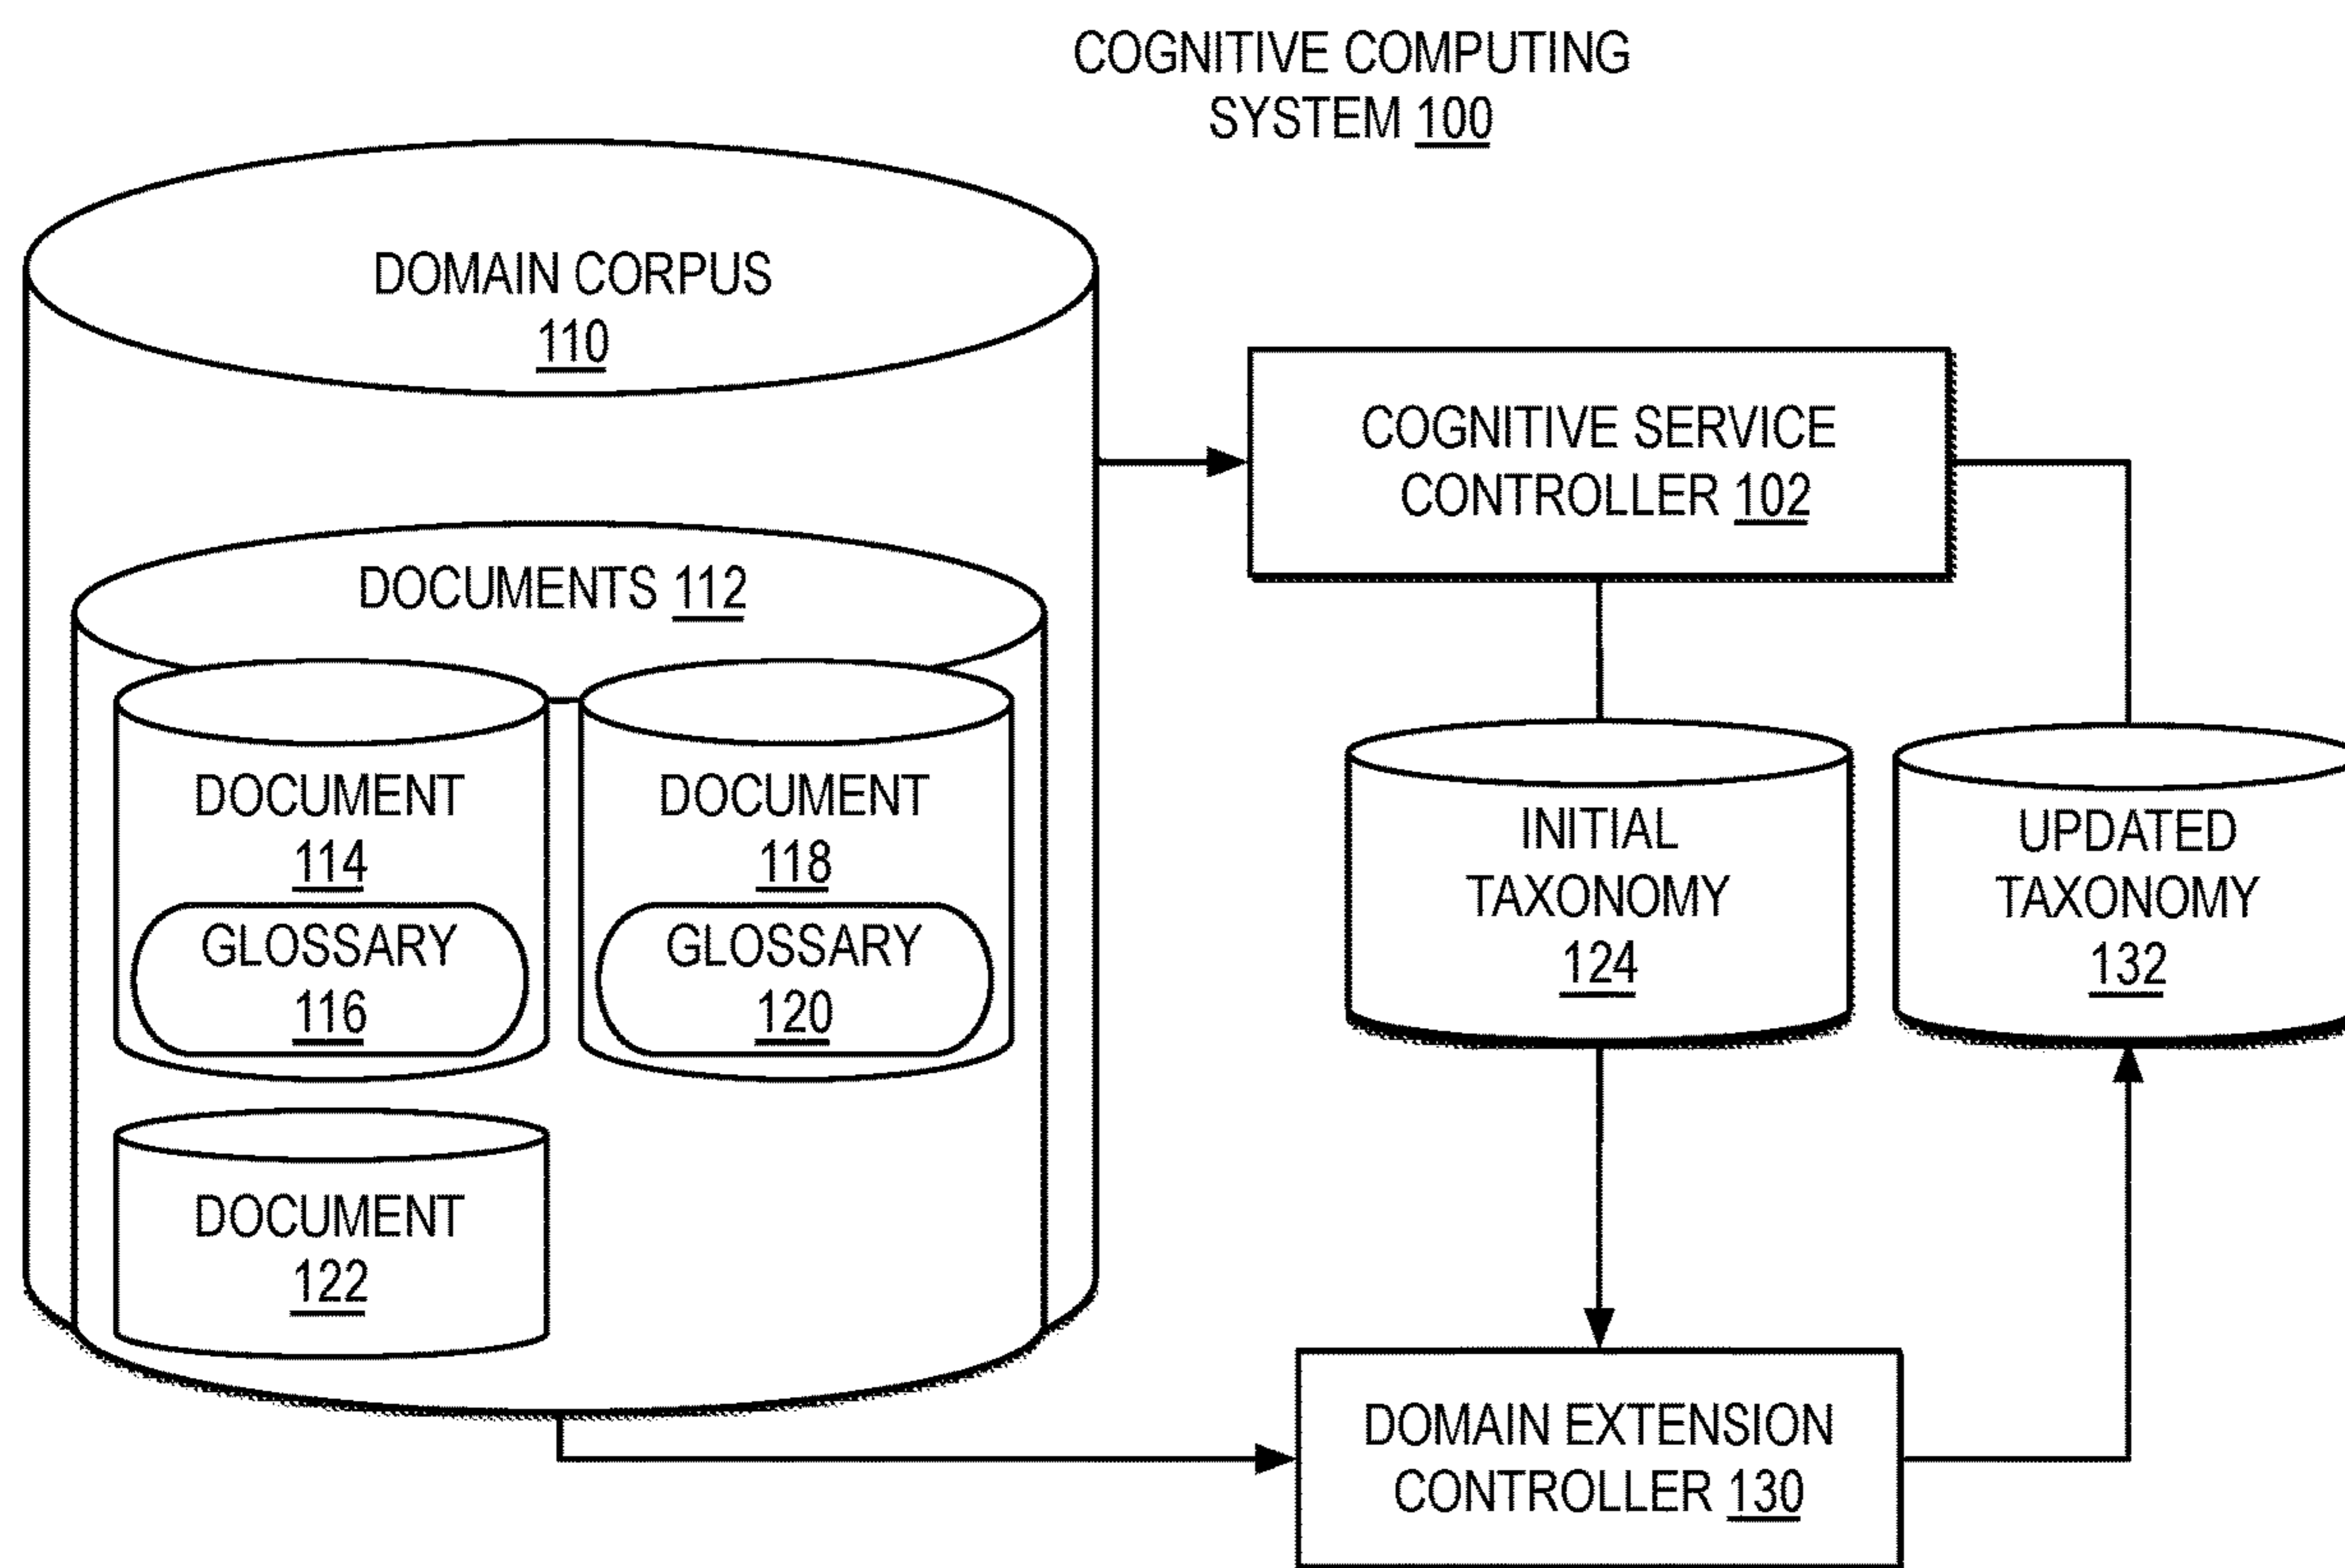 COGNITIVE COMPUTING
SYSTEM 100
DOMAIN CORPUS
110
COGNITIVE SERVICE
CONTROLLER 102
DOCUMENTS 112
DOCUMENT
114
GLOSSARY
116
DOCUMENT
118
GLOSSARY
120
DOCUMENT
122
INITIAL
TAXONOMY
124
UPDATED
TAXONOMY
132
DOMAIN EXTENSION
CONTROLLER 130